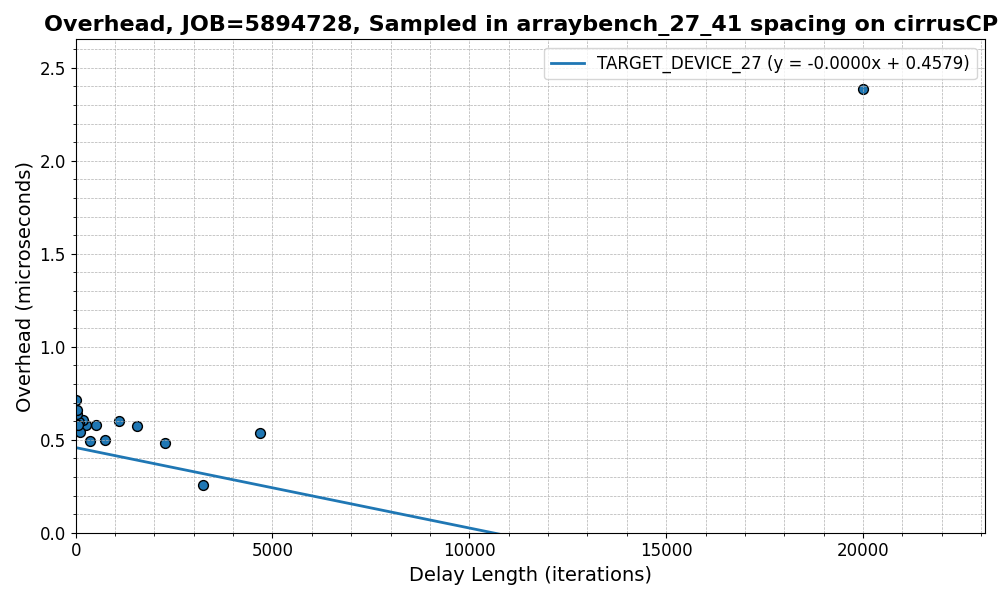 Overhead, JOB=5894728, Sampled in arraybench_27_41 spacing on cirrusCP
TARGET_DEVICE_27 (y = -0.0000x + 0.4579)
Overhead (microseconds)
2.5
2.0
1.5
1.0
0.5
0.0
0 5000 10000 15000 20000
Delay Length (iterations)